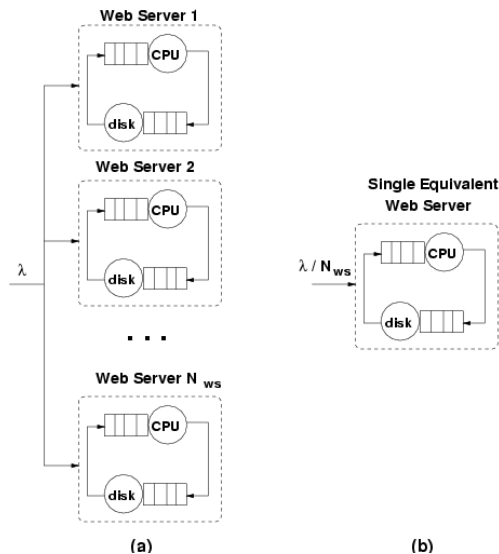 Web Server 1
CPU
disk
Web Server 2
CPU
disk
λ
. . .
Web Server N ws
CPU
disk
(a)
Single Equivalent
Web Server
λ / Nws
CPU
disk
(b)